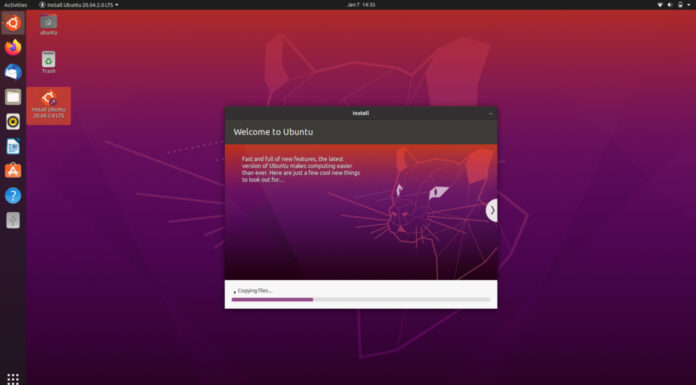 Activities
Install Ubuntu 20.04.2.0 LTS
Jan 7 14:35
ubuntu
Trash
Install Ubuntu
20.04.2.0 LTS
Install
Welcome to Ubuntu
Fast and full of new features, the latest
version of Ubuntu makes computing easier
than ever. Here are just a few cool new things
to look out for...
Copying files...